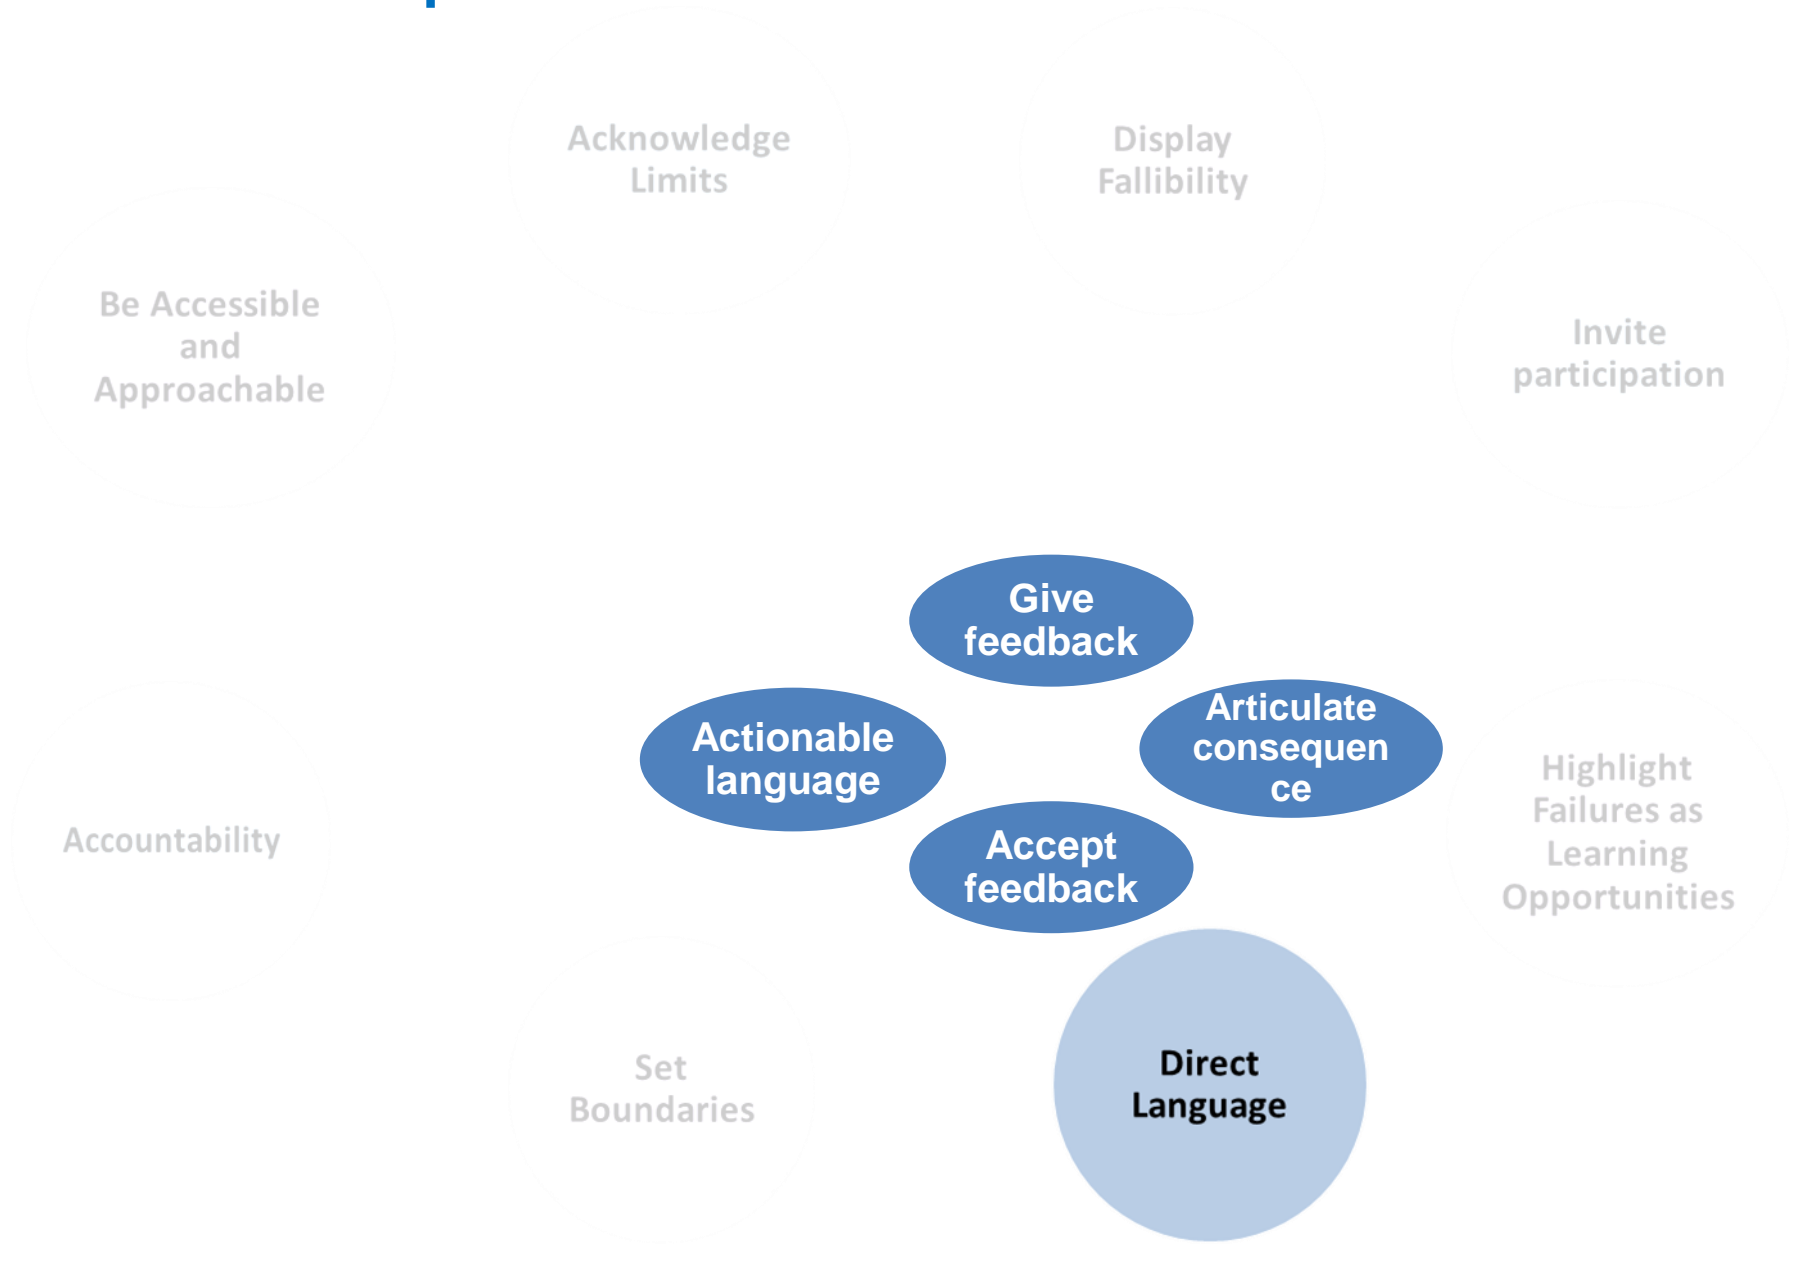 Acknowledge
Limits
Display
Fallibility
Be Accessible
and
Approachable
Invite
participation
Give
feedback
Actionable
language
Articulate
consequen
ce
Accept
feedback
Accountability
Highlight
Failures as
Learning
Opportunities
Set
Boundaries
Direct
Language